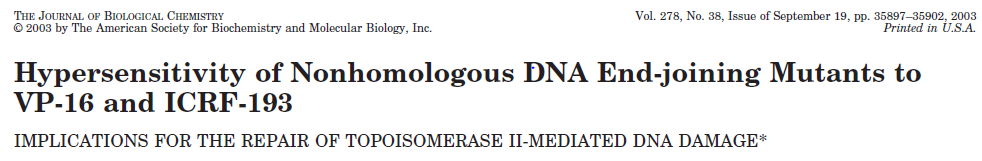 THE JOURNAL OF BIOLOGICAL CHEMISTRY
© 2003 by The American Society for Biochemistry and Molecular Biology, Inc.
Vol. 278, No. 38, Issue of September 19, pp. 35897–35902, 2003
Printed in U.S.A.
Hypersensitivity of Nonhomologous DNA End-joining Mutants to
VP-16 and ICRF-193
IMPLICATIONS FOR THE REPAIR OF TOPOISOMERASE II-MEDIATED DNA DAMAGE*